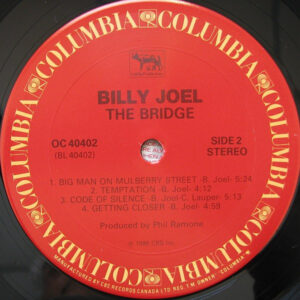 COLUMBIA COLUMBIA COLUMBIA COLUMBIA COLUMBIA COLUMBIA
BILLY JOEL
THE BRIDGE
OC 40402
(BL 40402)
SIDE 2
STEREO
1. BIG MAN ON MULBERRY STREET -B. Joel- 5:24
2. TEMPTATION -B. Joel- 4:12
3. CODE OF SILENCE -B. Joel-C. Lauper- 5:13
4. GETTING CLOSER -B. Joel- 4:59
Produced by Phil Ramone
1986 CBS Inc.
MANUFACTURED BY CBS RECORDS CANADA LTD REG. T.M. OWNER